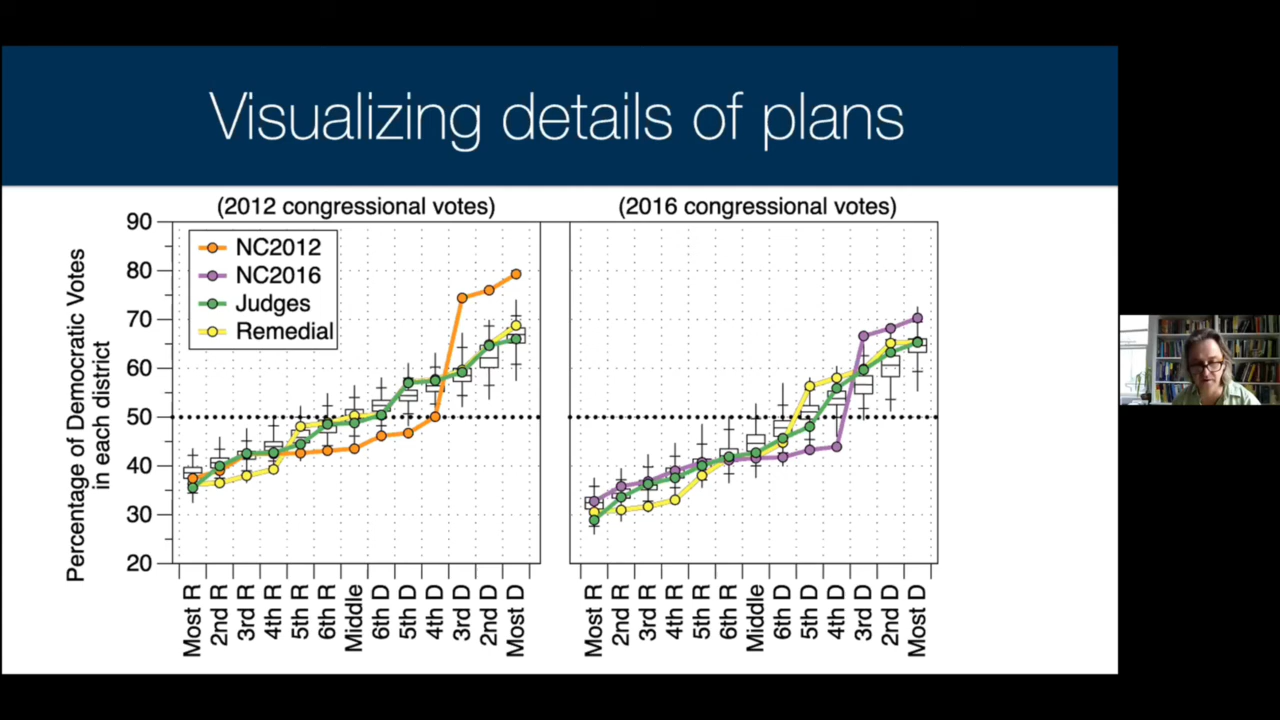 Visualizing details of plans
(2012 congressional votes)
(2016 congressional votes)
Percentage of Democratic Votes
in each district
90
80
70
60
50
40
30
20
NC2012
NC2016
Judges
Remedial
Most R
2nd R
3rd R
4th R
5th R
6th R
Middle
6th D
5th D
4th D
3rd D
2nd D
Most D
Most R
2nd R
3rd R
4th R
5th R
6th R
Middle
6th D
5th D
4th D
3rd D
2nd D
Most D